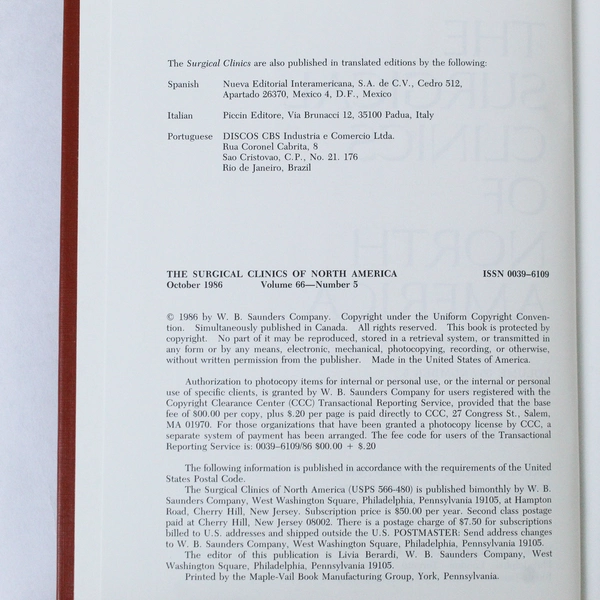 The Surgical Clinics are also published in translated editions by the following:
Spanish Nueva Editorial Interamericana, S.A. de C.V., Cedro 512,
Apartado 26370, Mexico 4, D.F., Mexico
Italian Piccin Editore, Via Brunacci 12, 35100 Padua, Italy
Portuguese DISCOS CBS Industria e Comercio Ltda.
Rua Coronel Cabrita, 8
Sao Cristovao, C.P., No. 21. 176
Rio de Janeiro, Brazil
THE SURGICAL CLINICS OF NORTH AMERICA ISSN 0039–6109
October 1986 Volume 66—Number 5
© 1986 by W. B. Saunders Company. Copyright under the Uniform Copyright Conven-
tion. Simultaneously published in Canada. All rights reserved. This book is protected by
copyright. No part of it may be reproduced, stored in a retrieval system, or transmitted in
any form or by any means, electronic, mechanical, photocopying, recording, or otherwise,
without written permission from the publisher. Made in the United States of America.
Authorization to photocopy items for internal or personal use, or the internal or personal
use of specific clients, is granted by W. B. Saunders Company for users registered with the
Copyright Clearance Center (CCC) Transactional Reporting Service, provided that the base
fee of $00.00 per copy, plus $.20 per page is paid directly to CCC, 27 Congress St., Salem,
MA 01970. For those organizations that have been granted a photocopy license by CCC, a
separate system of payment has been arranged. The fee code for users of the Transactional
Reporting Service is: 0039–6109/86 $00.00 + $.20
The following information is published in accordance with the requirements of the United
States Postal Code.
The Surgical Clinics of North America (USPS 566-480) is published bimonthly by W. B.
Saunders Company, West Washington Square, Philadelphia, Pennsylvania 19105, at Hampton
Road, Cherry Hill, New Jersey. Subscription price is $50.00 per year. Second class postage
paid at Cherry Hill, New Jersey 08002. There is a postage charge of $7.50 for subscriptions
billed to U.S. addresses and shipped outside the U.S. POSTMASTER: Send address changes
to W. B. Saunders Company, West Washington Square, Philadelphia, Pennsylvania 19105.
The editor of this publication is Livia Berardi, W. B. Saunders Company, West
Washington Square, Philadelphia, Pennsylvania 19105.
Printed by the Maple-Vail Book Manufacturing Group, York, Pennsylvania.